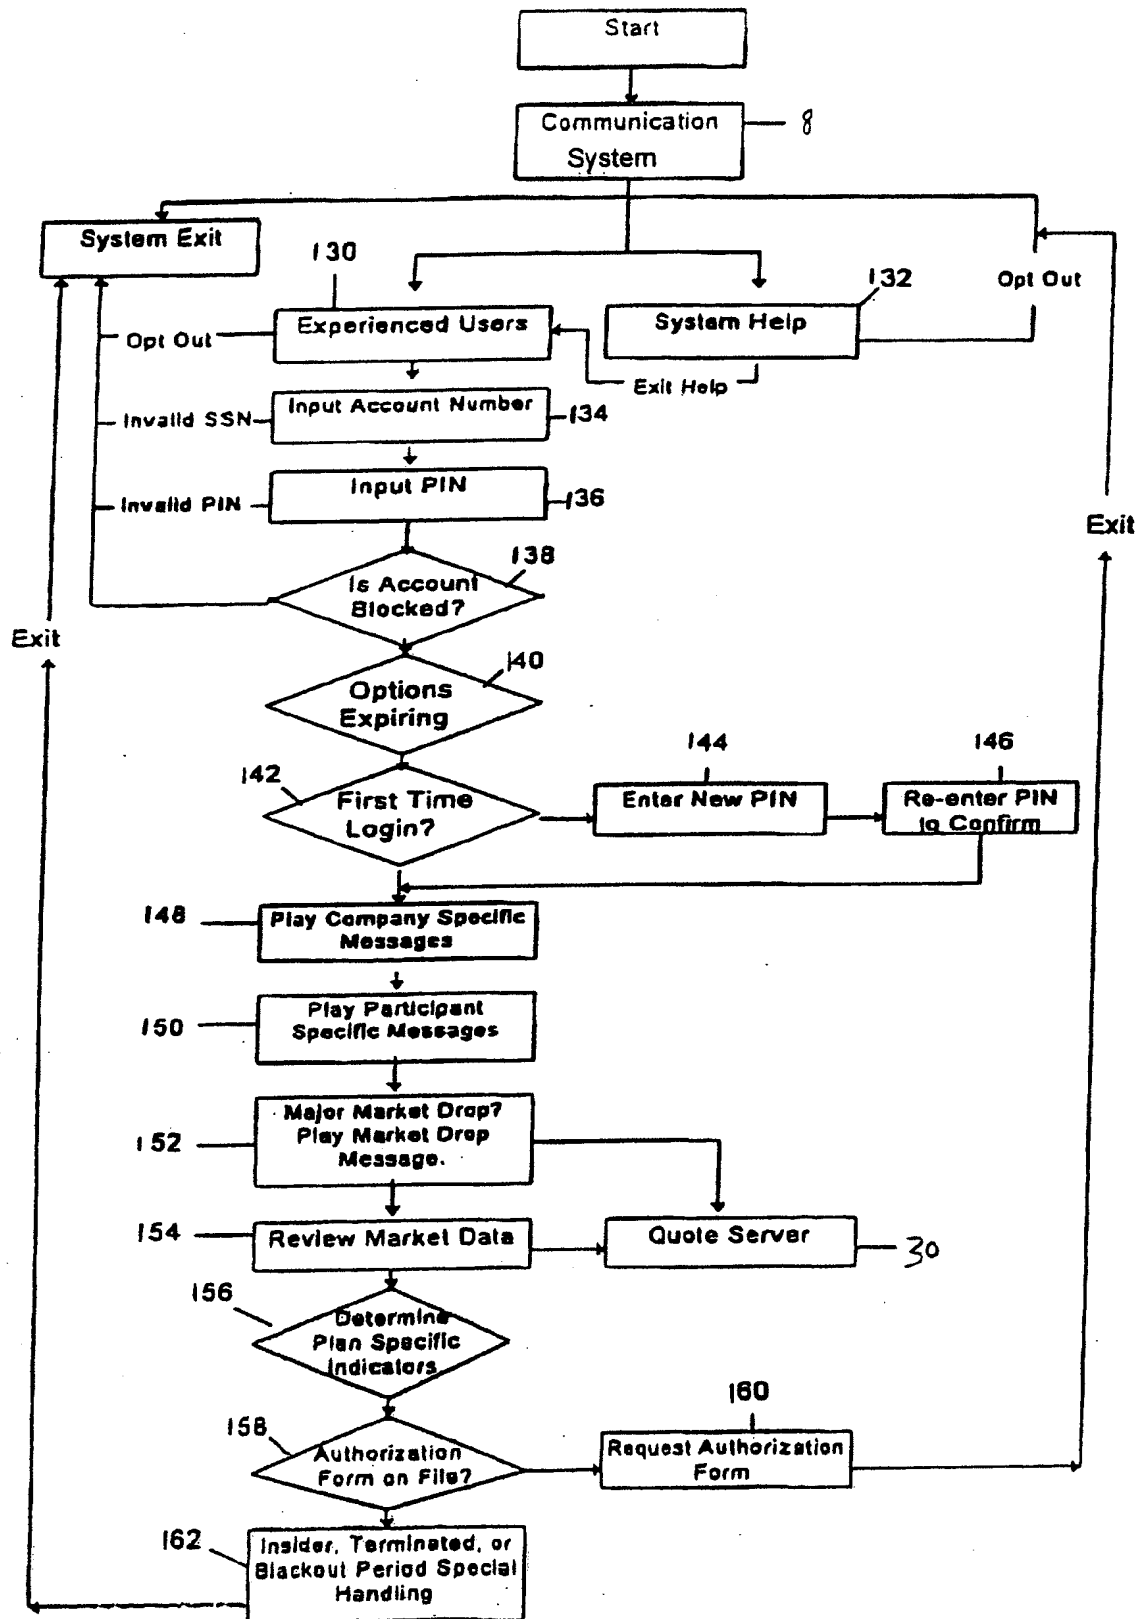 Start
Communication
System
8
System Exit
130
132
Opt Out
Experienced Users
System Help
Opt Out
Exit Help
Input Account Number
134
Invalid SSN
Input PIN
136
Invalid PIN
Exit
138
Is Account
Blocked?
Exit
140
Options
Expiring
142
144
146
First Time
Login?
Enter New PIN
Re-enter PIN
to Confirm
148
Play Company Specific
Messages
150
Play Participant
Specific Messages
152
Major Market Drop?
Play Market Drop
Message.
154
Review Market Data
Quote Server
30
156
Determine
Plan Specific
Indicators
158
160
Authorization
Form on File?
Request Authorization
Form
162
Insider, Terminated, or
Blackout Period Special
Handling